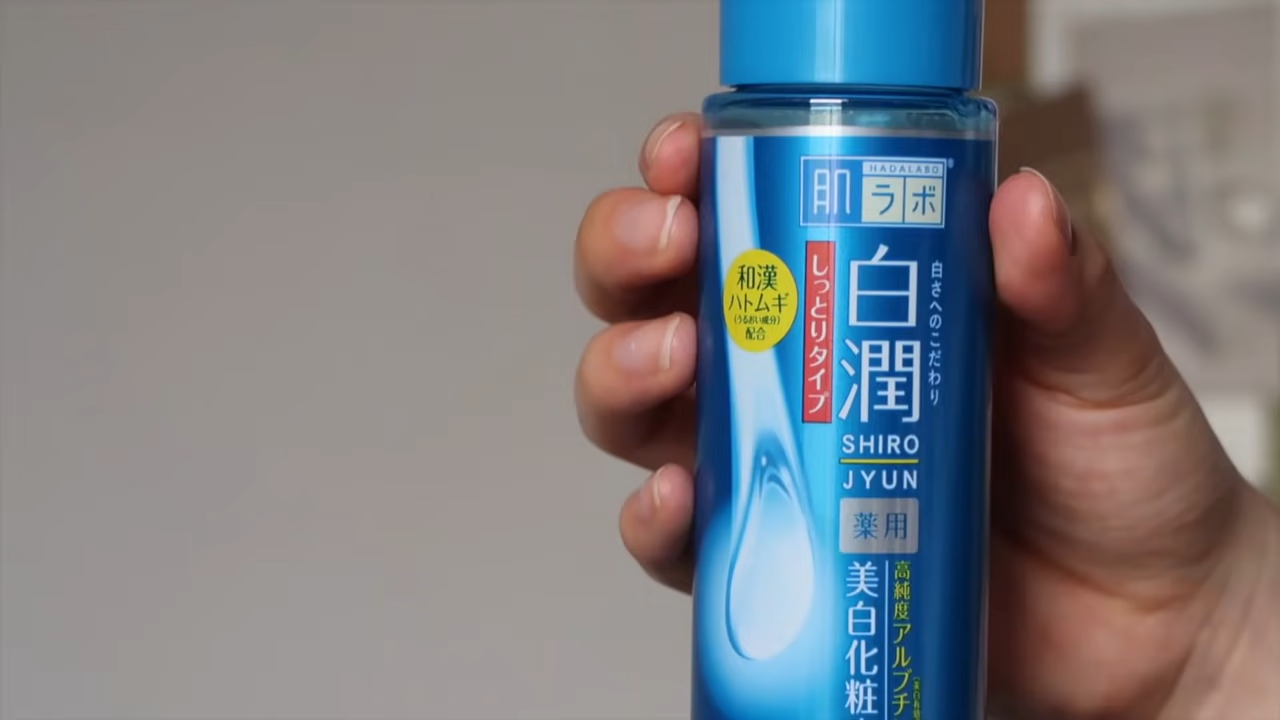 HADALABO
肌ラボ
和漢
ハトムギ
(うるおい成分)
配合
しっとりタイプ
白潤
白さへのこだわり
SHIRO
JYUN
薬用
美白化粧
高純度アルブチ